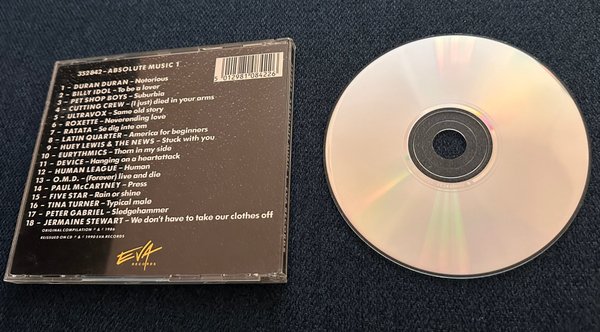 332842 - ABSOLUTE MUSIC 1
5 012981 084226
1 - DURAN DURAN - Notorious
2 - BILLY IDOL - To be a lover
3 - PET SHOP BOYS - Suburbia
4 - CUTTING CREW - (I just) died in your arms
5 - ULTRAVOX - Same old story
6 - ROXETTE - Neverending love
7 - RATATA - Se dig inte om
8 - LATIN QUARTER - America for beginners
9 - HUEY LEWIS & THE NEWS - Stuck with you
10 - EURYTHMICS - Thorn in my side
11 - DEVICE - Hanging on a heartattack
12 - HUMAN LEAGUE - Human
13 - O.M.D. - (Forever) live and die
14 - PAUL McCARTNEY - Press
15 - FIVE STAR - Rain or shine
16 - TINA TURNER - Typical male
17 - PETER GABRIEL - Sledgehammer
18 - JERMAINE STEWART - We don't have to take our clothes off
ORIGINAL COMPILATION ℗ & © 1986
REISSUED ON CD ℗ & © 1990 EVA RECORDS
EVA
RECORDS